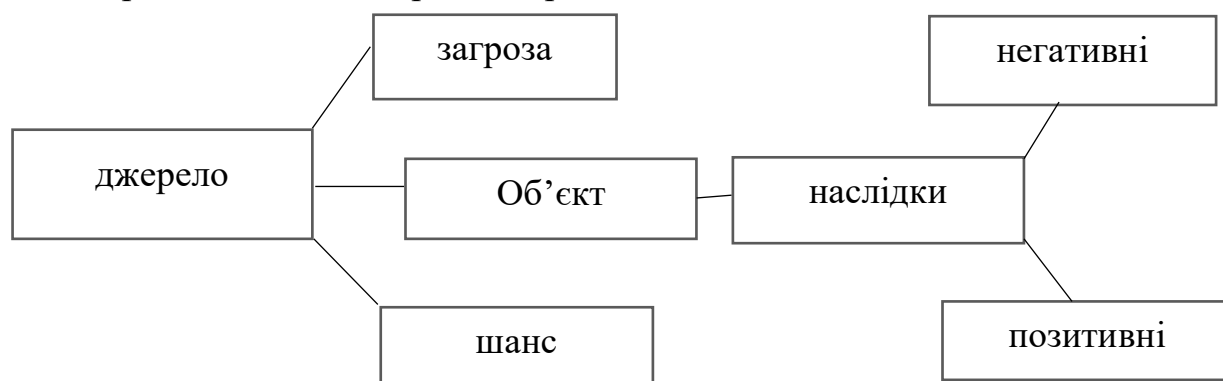 загроза
негативні
джерело
Об’єкт
наслідки
шанс
позитивні